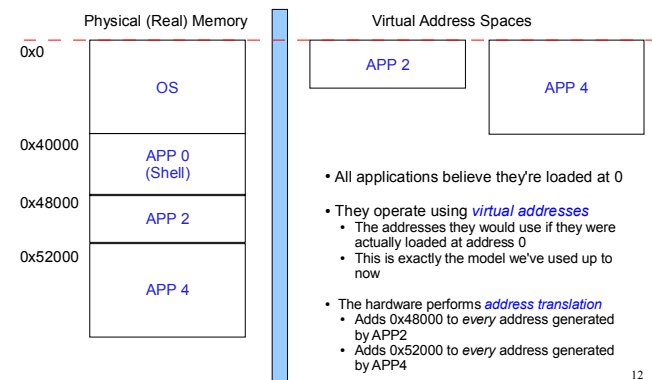 Physical (Real) Memory
0x0
OS
0x40000
APP 0
(Shell)
0x48000
APP 2
0x52000
APP 4
Virtual Address Spaces
APP 2
APP 4
• All applications believe they're loaded at 0
• They operate using virtual addresses
• The addresses they would use if they were
actually loaded at address 0
• This is exactly the model we've used up to
now
• The hardware performs address translation
• Adds 0x48000 to every address generated
by APP2
• Adds 0x52000 to every address generated
by APP4
12